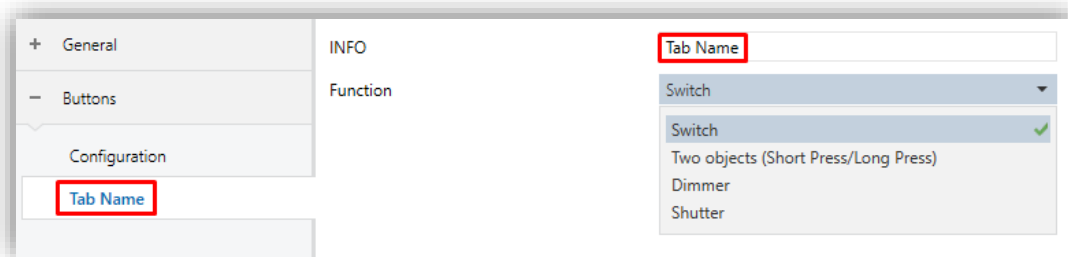 + General
− Buttons
Configuration
Tab Name
INFO
Tab Name
Function
Switch
Switch
Two objects (Short Press/Long Press)
Dimmer
Shutter